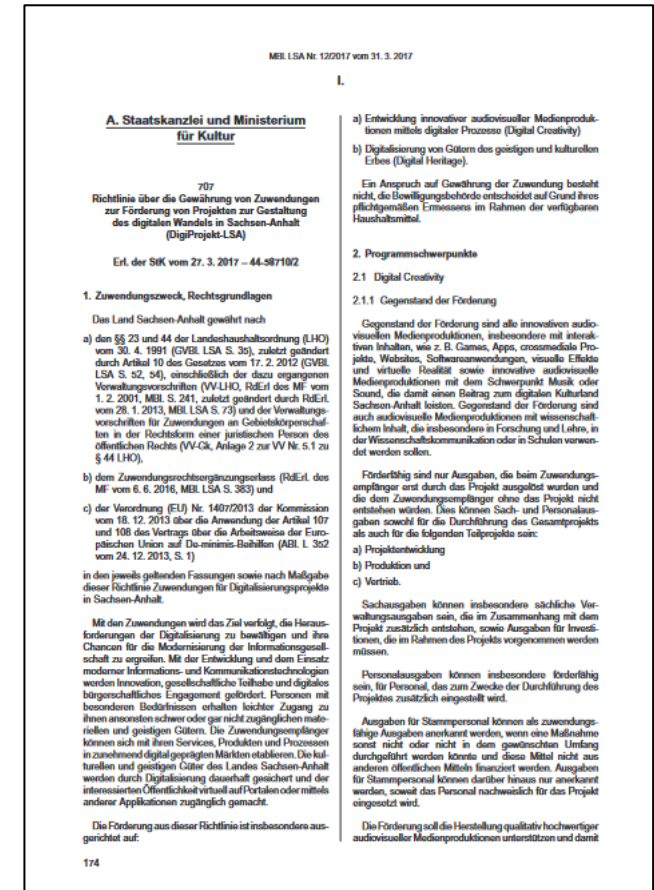 MBl. LSA Nr. 12/2017 vom 31. 3. 2017
I.
A. Staatskanzlei und Ministerium
für Kultur
707
Richtlinie über die Gewährung von Zuwendungen
zur Förderung von Projekten zur Gestaltung
des digitalen Wandels in Sachsen-Anhalt
(DigiProjekt-LSA)
Erl. der StK vom 27. 3. 2017 – 44-58710/2
1. Zuwendungszweck, Rechtsgrundlagen
Das Land Sachsen-Anhalt gewährt nach
a) den §§ 23 und 44 der Landeshaushaltsordnung (LHO)
vom 30. 4. 1991 (GVBl. LSA S. 35), zuletzt geändert
durch Artikel 10 des Gesetzes vom 17. 2. 2012 (GVBl.
LSA S. 52, 54), einschließlich der dazu ergangenen
Verwaltungsvorschriften (VV-LHO, RdErl. des MF vom
1. 2. 2001, MBl. S. 241, zuletzt geändert durch RdErl.
vom 28. 1. 2013, MBl. LSA S. 73) und der Verwaltungs-
vorschriften für Zuwendungen an Gebietskörperschaf-
ten in der Rechtsform einer juristischen Person des
öffentlichen Rechts (VV-Gk, Anlage 2 zur VV Nr. 5.1 zu
§ 44 LHO),
b) dem Zuwendungsrechtsergänzungserlass (RdErl. des
MF vom 6. 6. 2016, MBl. LSA S. 383) und
c) der Verordnung (EU) Nr. 1407/2013 der Kommission
vom 18. 12. 2013 über die Anwendung der Artikel 107
und 108 des Vertrags über die Arbeitsweise der Euro-
päischen Union auf De-minimis-Beihilfen (ABl. L 352
vom 24. 12. 2013, S. 1)
in den jeweils geltenden Fassungen sowie nach Maßgabe
dieser Richtlinie Zuwendungen für Digitalisierungsprojekte
in Sachsen-Anhalt.
Mit den Zuwendungen wird das Ziel verfolgt, die Heraus-
forderungen der Digitalisierung zu bewältigen und ihre
Chancen für die Modernisierung der Informationsgesell-
schaft zu ergreifen. Mit der Entwicklung und dem Einsatz
moderner Informations- und Kommunikationstechnologien
werden Innovation, gesellschaftliche Teilhabe und digitales
bürgerschaftliches Engagement gefördert. Personen mit
besonderen Bedürfnissen erhalten leichter Zugang zu
ihnen ansonsten schwer oder gar nicht zugänglichen mate-
riellen und geistigen Gütern. Die Zuwendungsempfänger
können sich mit ihren Services, Produkten und Prozessen
in zunehmend digital geprägten Märkten etablieren. Die kul-
turellen und geistigen Güter des Landes Sachsen-Anhalt
werden durch Digitalisierung dauerhaft gesichert und der
interessierten Öffentlichkeit virtuell auf Portalen oder mittels
anderer Applikationen zugänglich gemacht.
Die Förderung aus dieser Richtlinie ist insbesondere aus-
gerichtet auf:
174
a) Entwicklung innovativer audiovisueller Medienproduk-
tionen mittels digitaler Prozesse (Digital Creativity)
b) Digitalisierung von Gütern des geistigen und kulturellen
Erbes (Digital Heritage).
Ein Anspruch auf Gewährung der Zuwendung besteht
nicht, die Bewilligungsbehörde entscheidet auf Grund ihres
pflichtgemäßen Ermessens im Rahmen der verfügbaren
Haushaltsmittel.
2. Programmschwerpunkte
2.1 Digital Creativity
2.1.1 Gegenstand der Förderung
Gegenstand der Förderung sind alle innovativen audio-
visuellen Medienproduktionen, insbesondere mit interak-
tiven Inhalten, wie z. B. Games, Apps, crossmediale Pro-
jekte, Websites, Softwareanwendungen, visuelle Effekte
und virtuelle Realität sowie innovative audiovisuelle
Medienproduktionen mit dem Schwerpunkt Musik oder
Sound, die damit einen Beitrag zum digitalen Kulturland
Sachsen-Anhalt leisten. Gegenstand der Förderung sind
auch audiovisuelle Medienproduktionen mit wissenschaft-
lichem Inhalt, die insbesondere in Forschung und Lehre, in
der Wissenschaftskommunikation oder in Schulen verwen-
det werden sollen.
Förderfähig sind nur Ausgaben, die beim Zuwendungs-
empfänger erst durch das Projekt ausgelöst wurden und
die dem Zuwendungsempfänger ohne das Projekt nicht
entstehen würden. Dies können Sach- und Personalaus-
gaben sowohl für die Durchführung des Gesamtprojekts
als auch für die folgenden Teilprojekte sein:
a) Projektentwicklung
b) Produktion und
c) Vertrieb.
Sachausgaben können insbesondere sächliche Ver-
waltungsausgaben sein, die im Zusammenhang mit dem
Projekt zusätzlich entstehen, sowie Ausgaben für Investi-
tionen, die im Rahmen des Projekts vorgenommen werden
müssen.
Personalausgaben können insbesondere förderfähig
sein, für Personal, das zum Zwecke der Durchführung des
Projektes zusätzlich eingestellt wird.
Ausgaben für Stammpersonal können als zuwendungs-
fähige Ausgaben anerkannt werden, wenn eine Maßnahme
sonst nicht oder nicht in dem gewünschten Umfang
durchgeführt werden könnte und diese Mittel nicht aus
anderen öffentlichen Mitteln finanziert werden. Ausgaben
für Stammpersonal können darüber hinaus nur anerkannt
werden, soweit das Personal nachweislich für das Projekt
eingesetzt wird.
Die Förderung soll die Herstellung qualitativ hochwertiger
audiovisueller Medienproduktionen unterstützen und damit